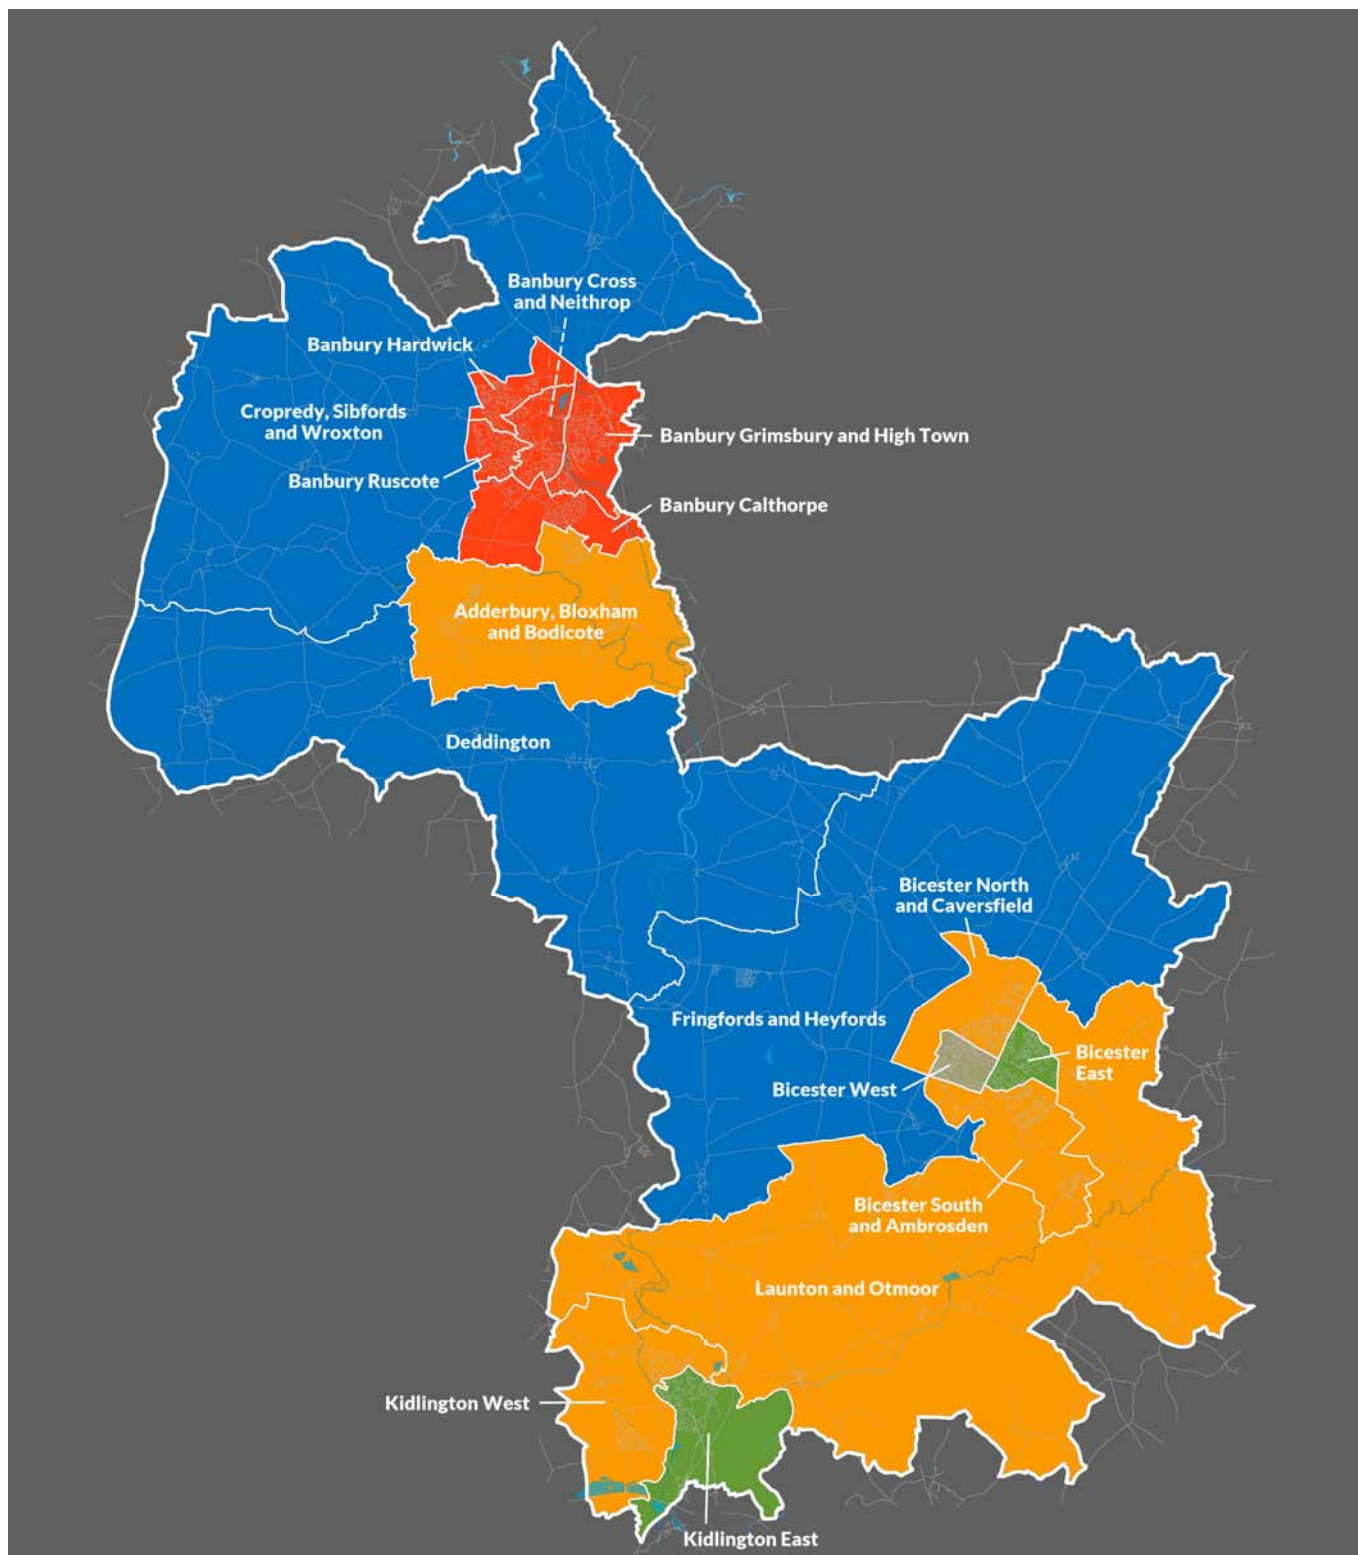 Banbury Cross
and Neithrop
Banbury Hardwick
Cropredy, Sibfords
and Wroxton
Banbury Grimsbury and High Town
Banbury Ruscote
Banbury Calthorpe
Adderbury, Bloxham
and Bodicote
Deddington
Bicester North
and Caversfield
Fringfords and Heyfords
Bicester
East
Bicester West
Bicester South
and Ambrosden
Launton and Otmoor
Kidlington West
Kidlington East